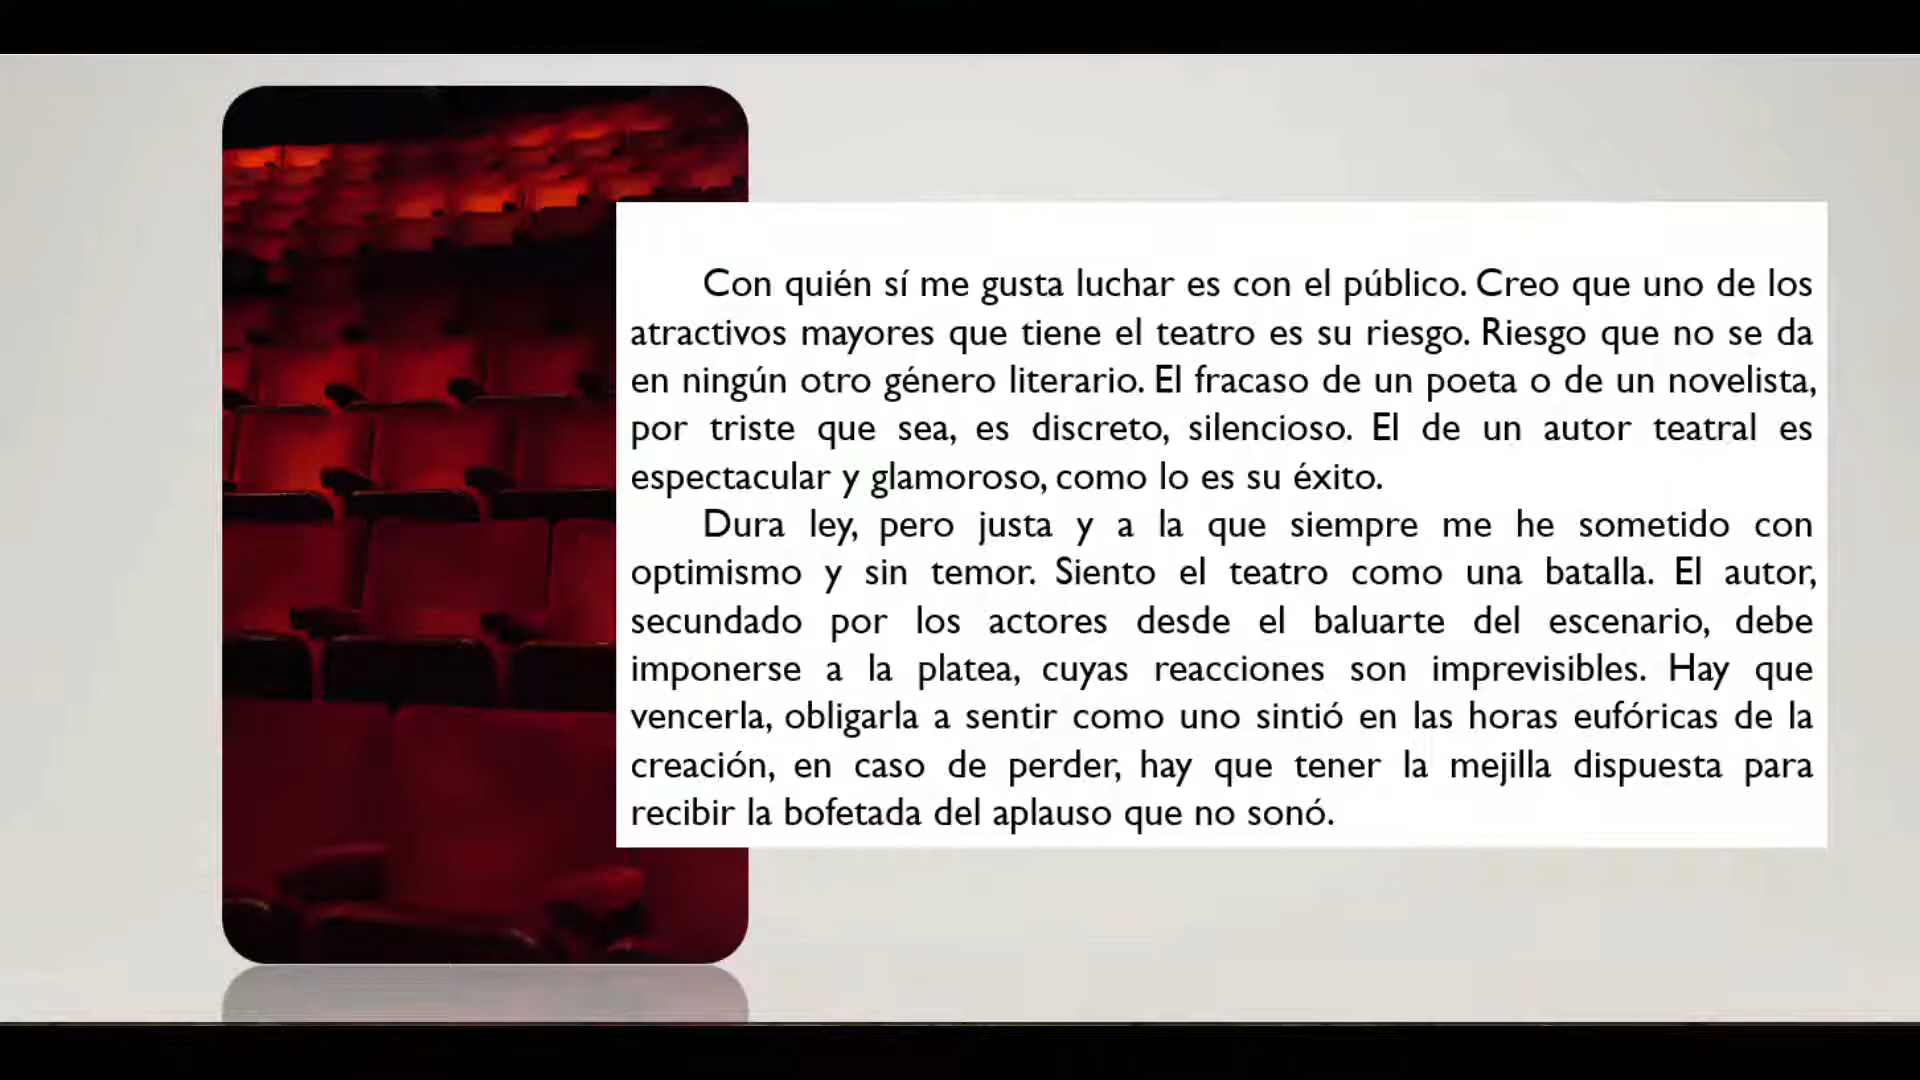 Con quién sí me gusta luchar es con el público. Creo que uno de los
atractivos mayores que tiene el teatro es su riesgo. Riesgo que no se da
en ningún otro género literario. El fracaso de un poeta o de un novelista,
por triste que sea, es discreto, silencioso. El de un autor teatral es
espectacular y glamoroso, como lo es su éxito.
Dura ley, pero justa y a la que siempre me he sometido con
optimismo y sin temor. Siento el teatro como una batalla. El autor,
secundado por los actores desde el baluarte del escenario, debe
imponerse a la platea, cuyas reacciones son imprevisibles. Hay que
vencerla, obligarla a sentir como uno sintió en las horas eufóricas de la
creación, en caso de perder, hay que tener la mejilla dispuesta para
recibir la bofetada del aplauso que no sonó.